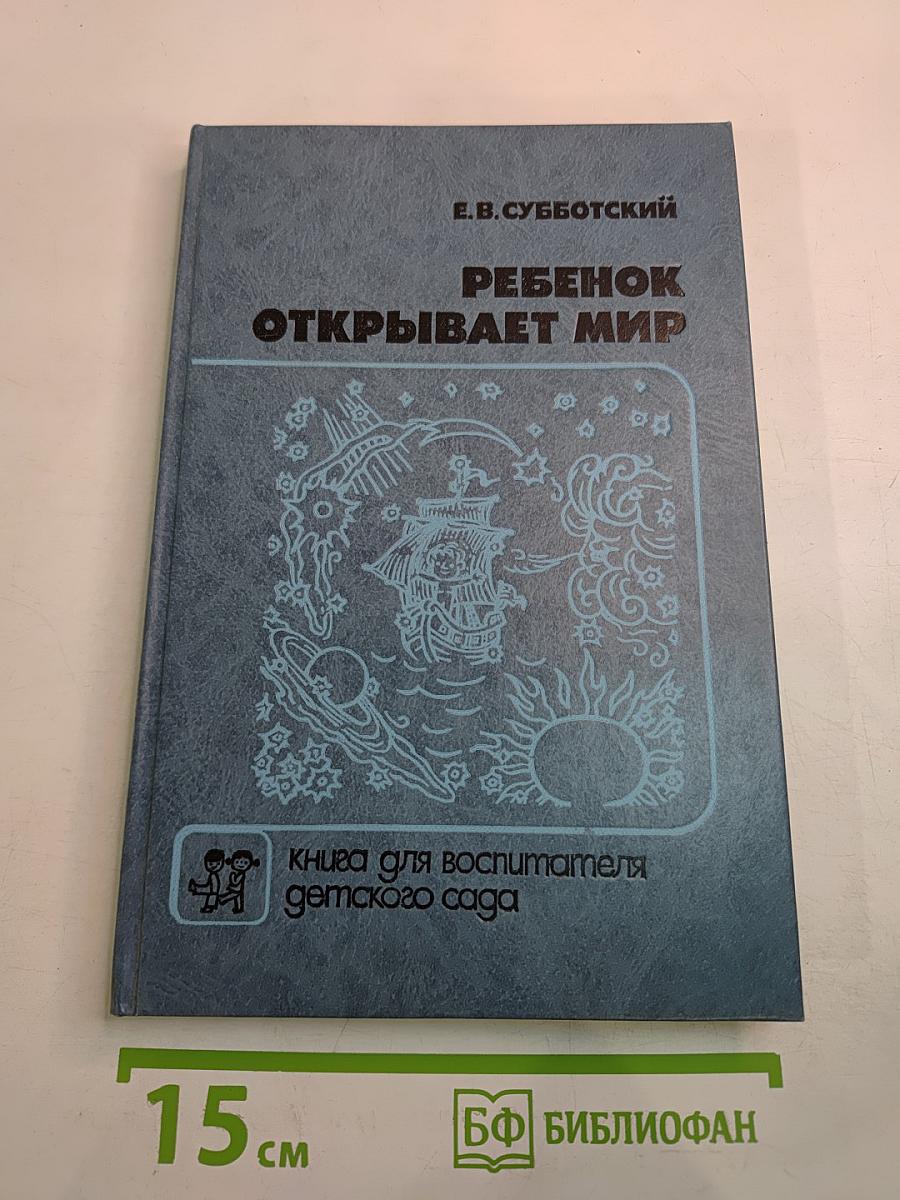 Е.В.СУББОТСКИЙ
РЕБЕНОК
ОТКРЫВАЕТ МИР
книга для воспитателя
детского сада
15 см
БФ БИБЛИОФАН